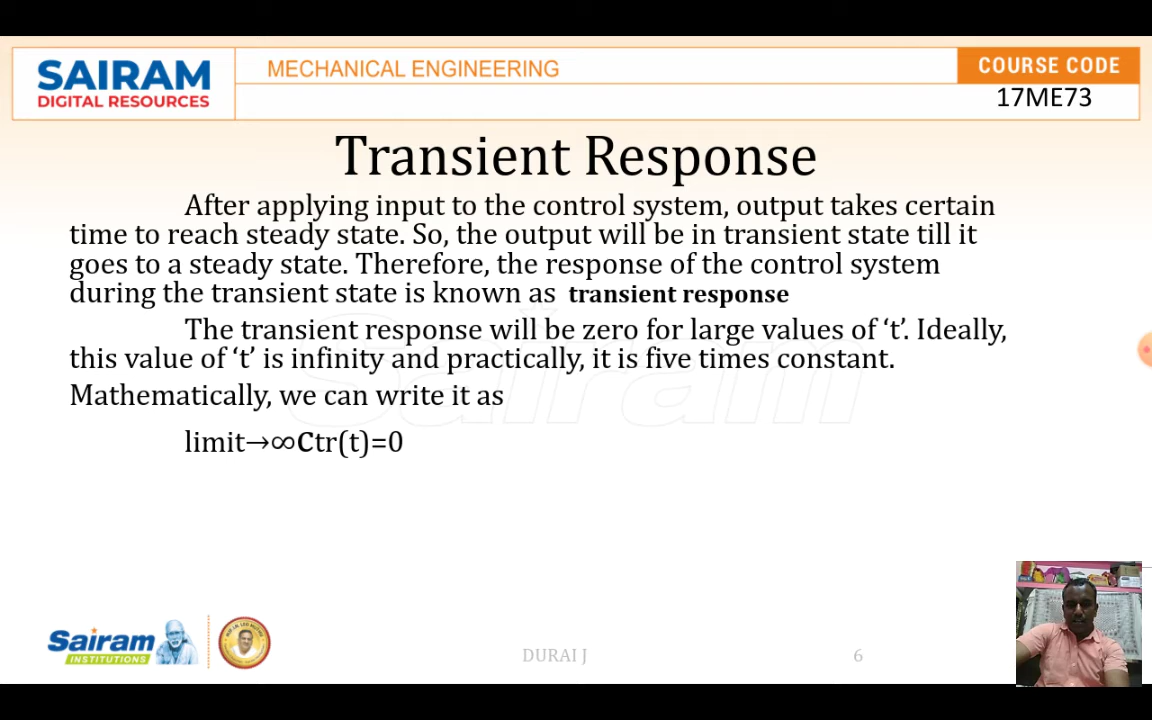 SAIRAM
DIGITAL RESOURCES
MECHANICAL ENGINEERING
COURSE CODE
17ME73
Transient Response
After applying input to the control system, output takes certain
time to reach steady state. So, the output will be in transient state till it
goes to a steady state. Therefore, the response of the control system
during the transient state is known as transient response
The transient response will be zero for large values of ‘t’. Ideally,
this value of ‘t’ is infinity and practically, it is five times constant.
Mathematically, we can write it as
limit→∞Ctr(t)=0
Sairam
Sairam
INSTITUTIONS
DURAI J
6